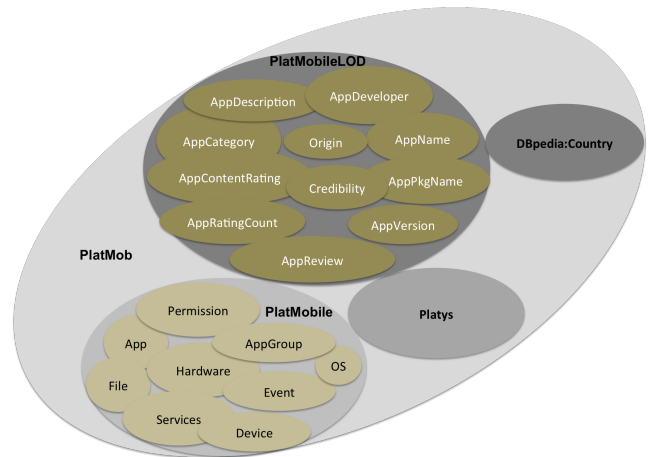 PlatMobileLOD
AppDescription
AppDeveloper
AppCategory
Origin
AppName
DBpedia:Country
AppContentRating
Credibility
AppPkgName
AppRatingCount
AppVersion
AppReview
PlatMob
Permission
PlatMobile
Platys
App
AppGroup
Hardware
OS
File
Event
Services
Device